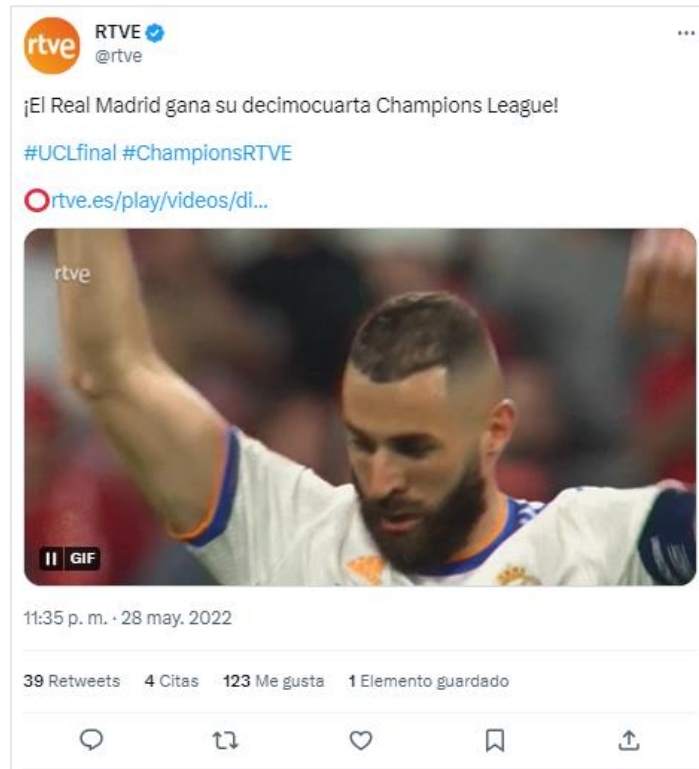 rtve
RTVE
@rtve
¡El Real Madrid gana su decimocuarta Champions League!
#UCLfinal #ChampionsRTVE
rtve.es/play/videos/di...
rtve
GIF
11:35 p. m. · 28 may. 2022
39 Retweets 4 Citas 123 Me gusta 1 Elemento guardado